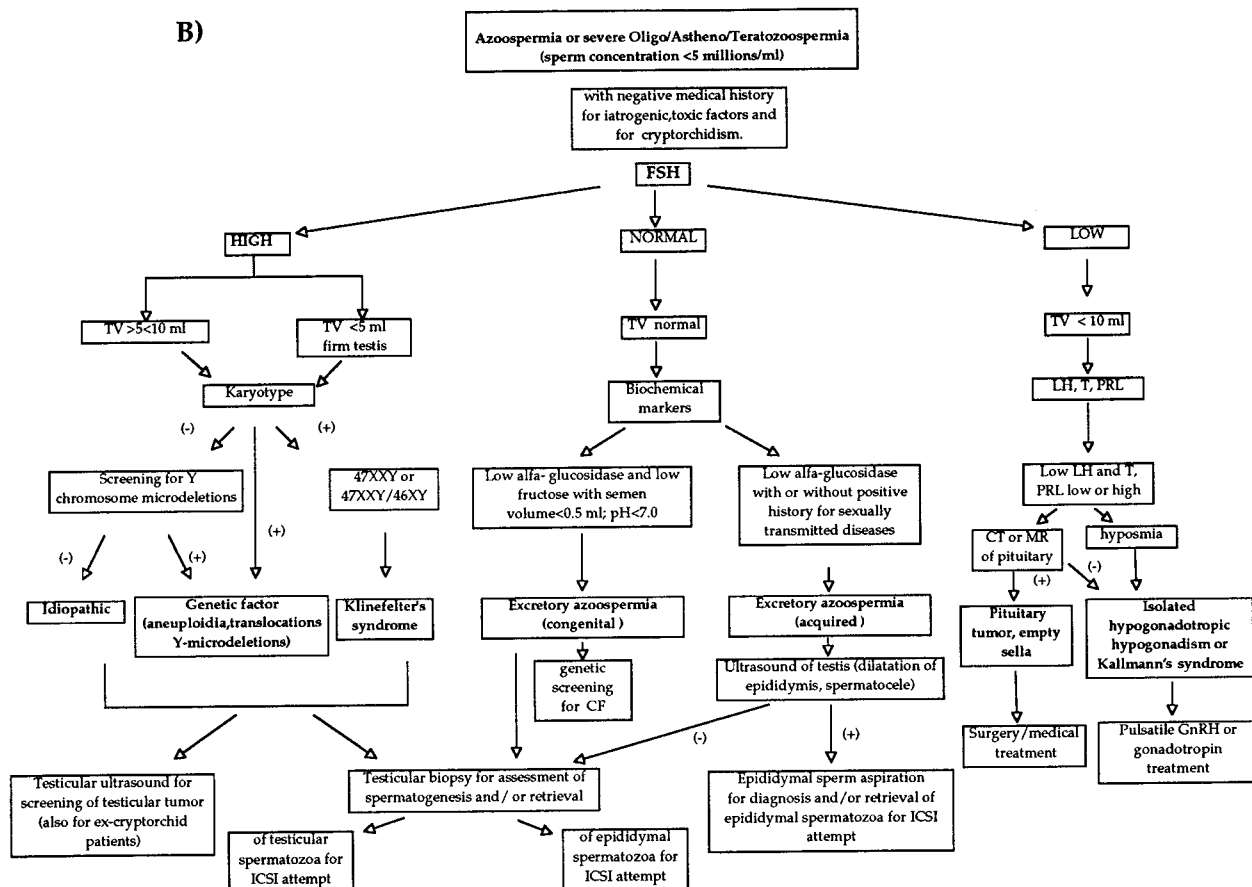 B)
Azoospermia or severe Oligo/Astheno/Teratozoospermia
(sperm concentration <5 millions/ml)
with negative medical history
for iatrogenic,toxic factors and
for cryptorchidism.
FSH
HIGH
NORMAL
LOW
TV >5<10 ml
TV <5 ml
firm testis
TV normal
TV < 10 ml
Karyotype
Biochemical
markers
LH, T, PRL
(-)
(+)
Screening for Y
chromosome microdeletions
47XXY or
47XXY/46XY
Low alfa- glucosidase and low
fructose with semen
volume<0.5 ml; pH<7.0
Low alfa-glucosidase
with or without positive
history for sexually
transmitted diseases
Low LH and T,
PRL low or high
(-)
(+)
(+)
CT or MR
of pituitary
hyposmia
(+)
(-)
Idiopathic
Genetic factor
(aneuploidia,translocations
Y-microdeletions)
Klinefelter's
syndrome
Excretory azoospermia
(congenital )
Excretory azoospermia
(acquired )
Pituitary
tumor, empty
sella
Isolated
hypogonadotropic
hypogonadism or
Kallmann's syndrome
genetic
screening
for CF
Ultrasound of testis (dilatation of
epididymis, spermatocele)
(-)
(+)
Surgery/medical
treatment
Pulsatile GnRH or
gonadotropin
treatment
Testicular ultrasound for
screening of testicular tumor
(also for ex-cryptorchid
patients)
Testicular biopsy for assessment of
spermatogenesis and / or retrieval
Epididymal sperm aspiration
for diagnosis and/or retrieval of
epididymal spermatozoa for ICSI
attempt
of testicular
spermatozoa for
ICSI attempt
of epididymal
spermatozoa for
ICSI attempt